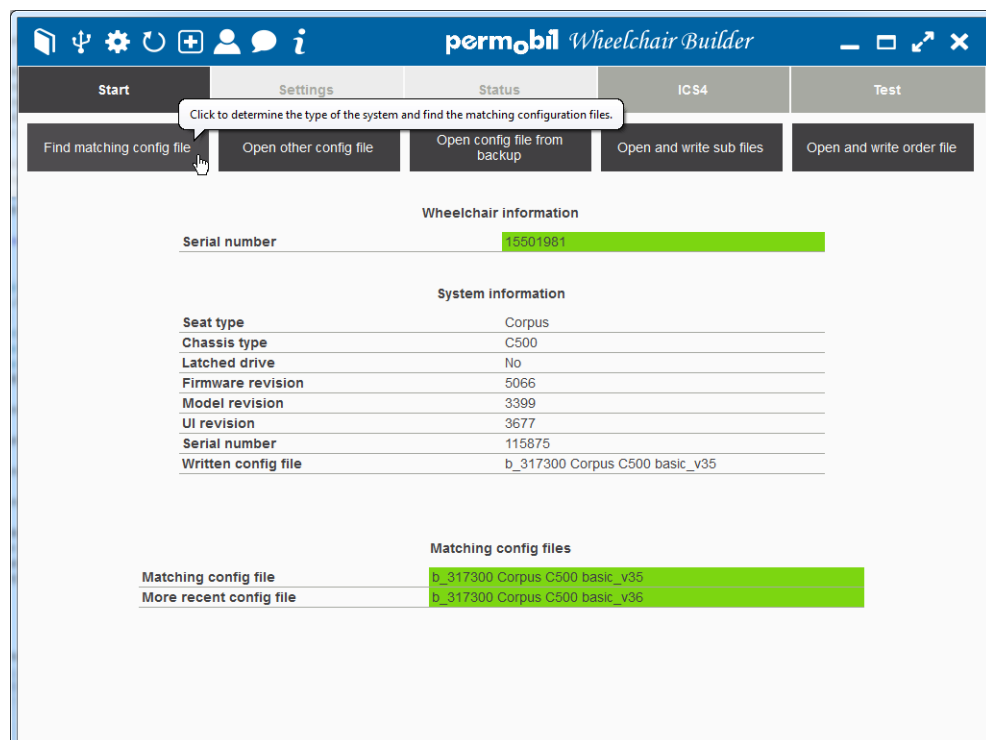 permobil Wheelchair Builder
Start Settings Status ICS4 Test
Click to determine the type of the system and find the matching configuration files.
Find matching config file
Open other config file
Open config file from
backup
Open and write sub files
Open and write order file
Wheelchair information
Serial number 15501981
System information
Seat type Corpus
Chassis type C500
Latched drive No
Firmware revision 5066
Model revision 3399
UI revision 3677
Serial number 115875
Written config file b_317300 Corpus C500 basic_v35
Matching config files
Matching config file b_317300 Corpus C500 basic_v35
More recent config file b_317300 Corpus C500 basic_v36